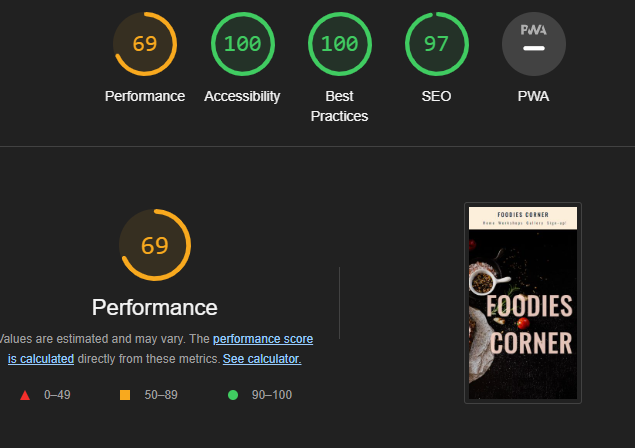 69
100
100
97
PWA
Performance
Accessibility
Best
Practices
SEO
PWA
69
Performance
Values are estimated and may vary. The performance score
is calculated directly from these metrics. See calculator.
0–49
50–89
90–100
FOODIES CORNER
Home Workshops Gallery Sign-up!
FOODIES
CORNER